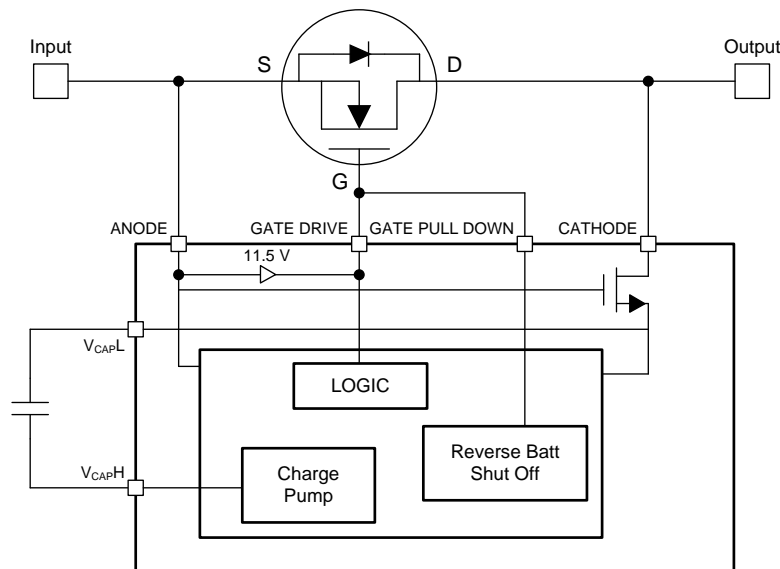 Input
S
D
Output
G
ANODE
GATE DRIVE
GATE PULL DOWN
CATHODE
11.5 V
VCAPL
LOGIC
Reverse Batt
Shut Off
VCAPH
Charge
Pump